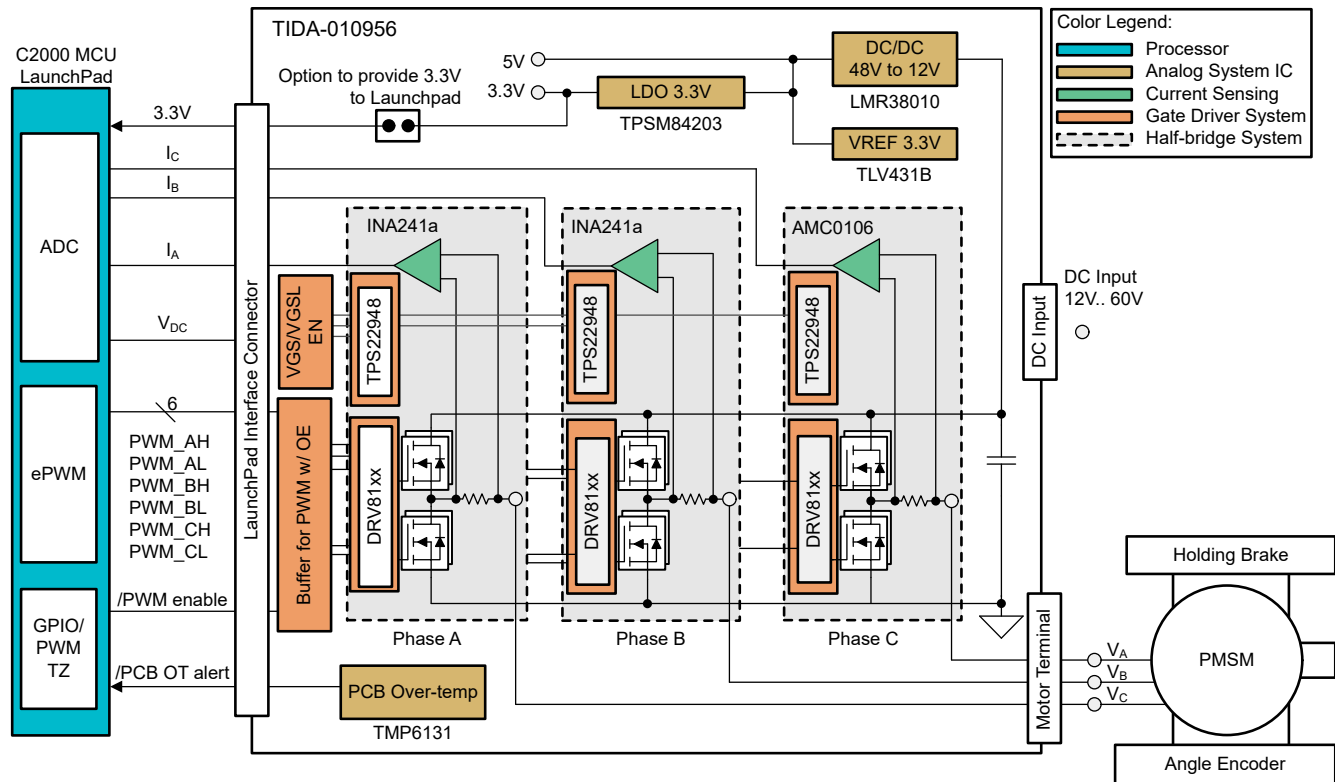 TIDA-010956
C2000 MCU
LaunchPad
Option to provide 3.3V
to Launchpad
5V
3.3V
LDO 3.3V
TPSM84203
DC/DC
48V to 12V
LMR38010
VREF 3.3V
TLV431B
Color Legend:
Processor
Analog System IC
Current Sensing
Gate Driver System
Half-bridge System
3.3V
IC
IB
IA
VDC
ADC
ePWM
GPIO/
PWM
TZ
6
PWM_AH
PWM_AL
PWM_BH
PWM_BL
PWM_CH
PWM_CL
/PWM enable
/PCB OT alert
LaunchPad Interface Connector
VGS/VGSL
EN
Buffer for PWM w/ OE
INA241a
TPS22948
DRV81xx
Phase A
INA241a
TPS22948
DRV81xx
Phase B
AMC0106
TPS22948
DRV81xx
Phase C
PCB Over-temp
TMP6131
DC Input
DC Input
12V.. 60V
Motor Terminal
VA
VB
VC
Holding Brake
PMSM
Angle Encoder